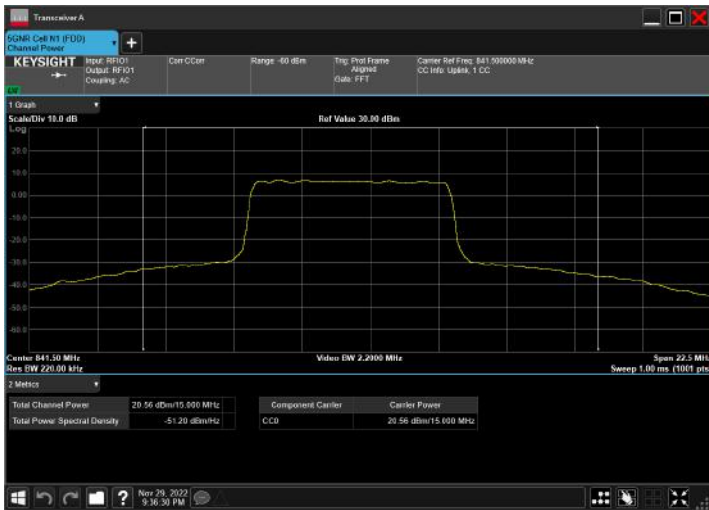 Transceiver A
5GNR Cell N1 (FDD)
Channel Power
KEYSIGHT
Input: RFIO1
Output: RFIO1
Coupling: AC
Corr CCorr
Range: -60 dBm
Trig: Prot Frame
Aligned
Gate: FFT
Carrier Ref Freq: 841.500000 MHz
CC Info: Uplink, 1 CC
1 Graph
Scale/Div 10.0 dB
Ref Value 30.00 dBm
Log
20.0
10.0
0.00
-10.0
-20.0
-30.0
-40.0
-50.0
-60.0
Center 841.50 MHz
Video BW 2.2000 MHz
Span 22.5 MHz
Res BW 220.00 kHz
Sweep 1.00 ms (1001 pts
2 Metrics
Total Channel Power 20.56 dBm/15.000 MHz
Total Power Spectral Density -51.20 dBm/Hz
Component Carrier Carrier Power
CC0 20.56 dBm/15.000 MHz
Nov 29, 2022
9:36:30 PM